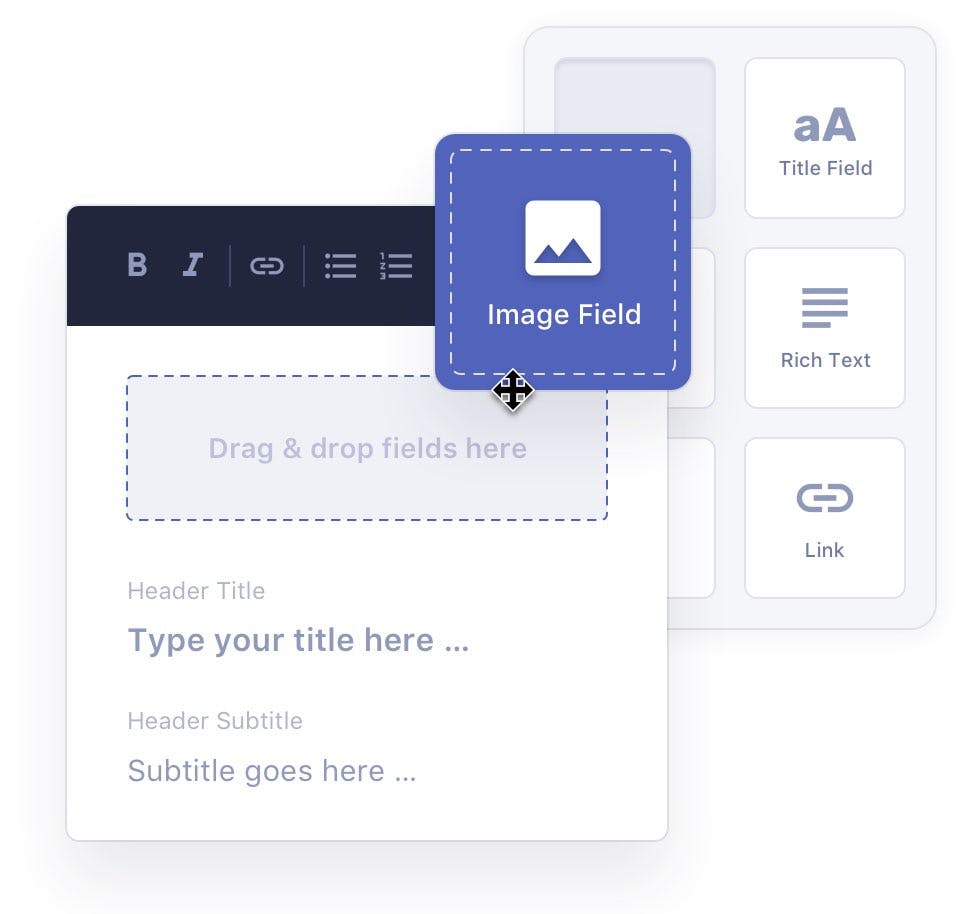 aA
Title Field
B I
Image Field
Rich Text
Drag & drop fields here
Link
Header Title
Type your title here ...
Header Subtitle
Subtitle goes here ...